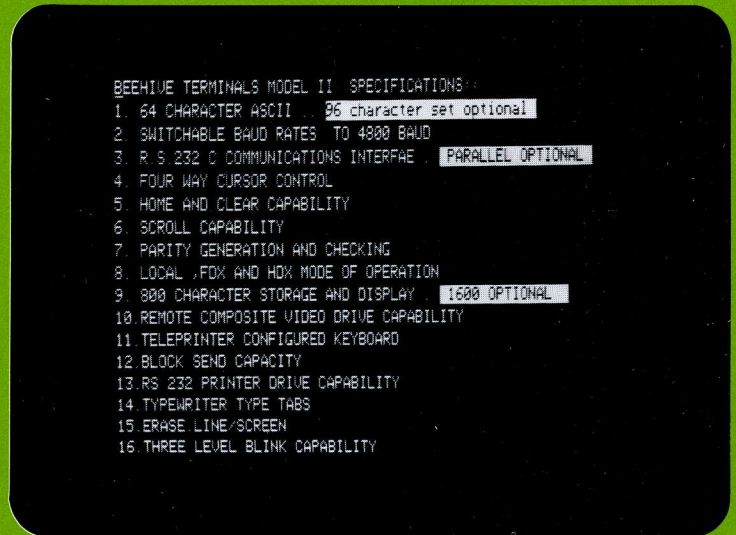 BEEHIVE TERMINALS MODEL II SPECIFICATIONS::
1. 64 CHARACTER ASCII .. 96 character set optional
2. SWITCHABLE BAUD RATES TO 4800 BAUD
3. R.S.232 C COMMUNICATIONS INTERFAE . PARALLEL OPTIONAL
4. FOUR WAY CURSOR CONTROL
5. HOME AND CLEAR CAPABILITY
6. SCROLL CAPABILITY
7. PARITY GENERATION AND CHECKING
8. LOCAL ,FDX AND HDX MODE OF OPERATION
9. 800 CHARACTER STORAGE AND DISPLAY . 1600 OPTIONAL
10.REMOTE COMPOSITE VIDEO DRIVE CAPABILITY
11.TELEPRINTER CONFIGURED KEYBOARD
12.BLOCK SEND CAPACITY
13.RS 232 PRINTER DRIVE CAPABILITY
14.TYPEWRITER TYPE TABS
15.ERASE.LINE/SCREEN
16.THREE LEVEL BLINK CAPABILITY